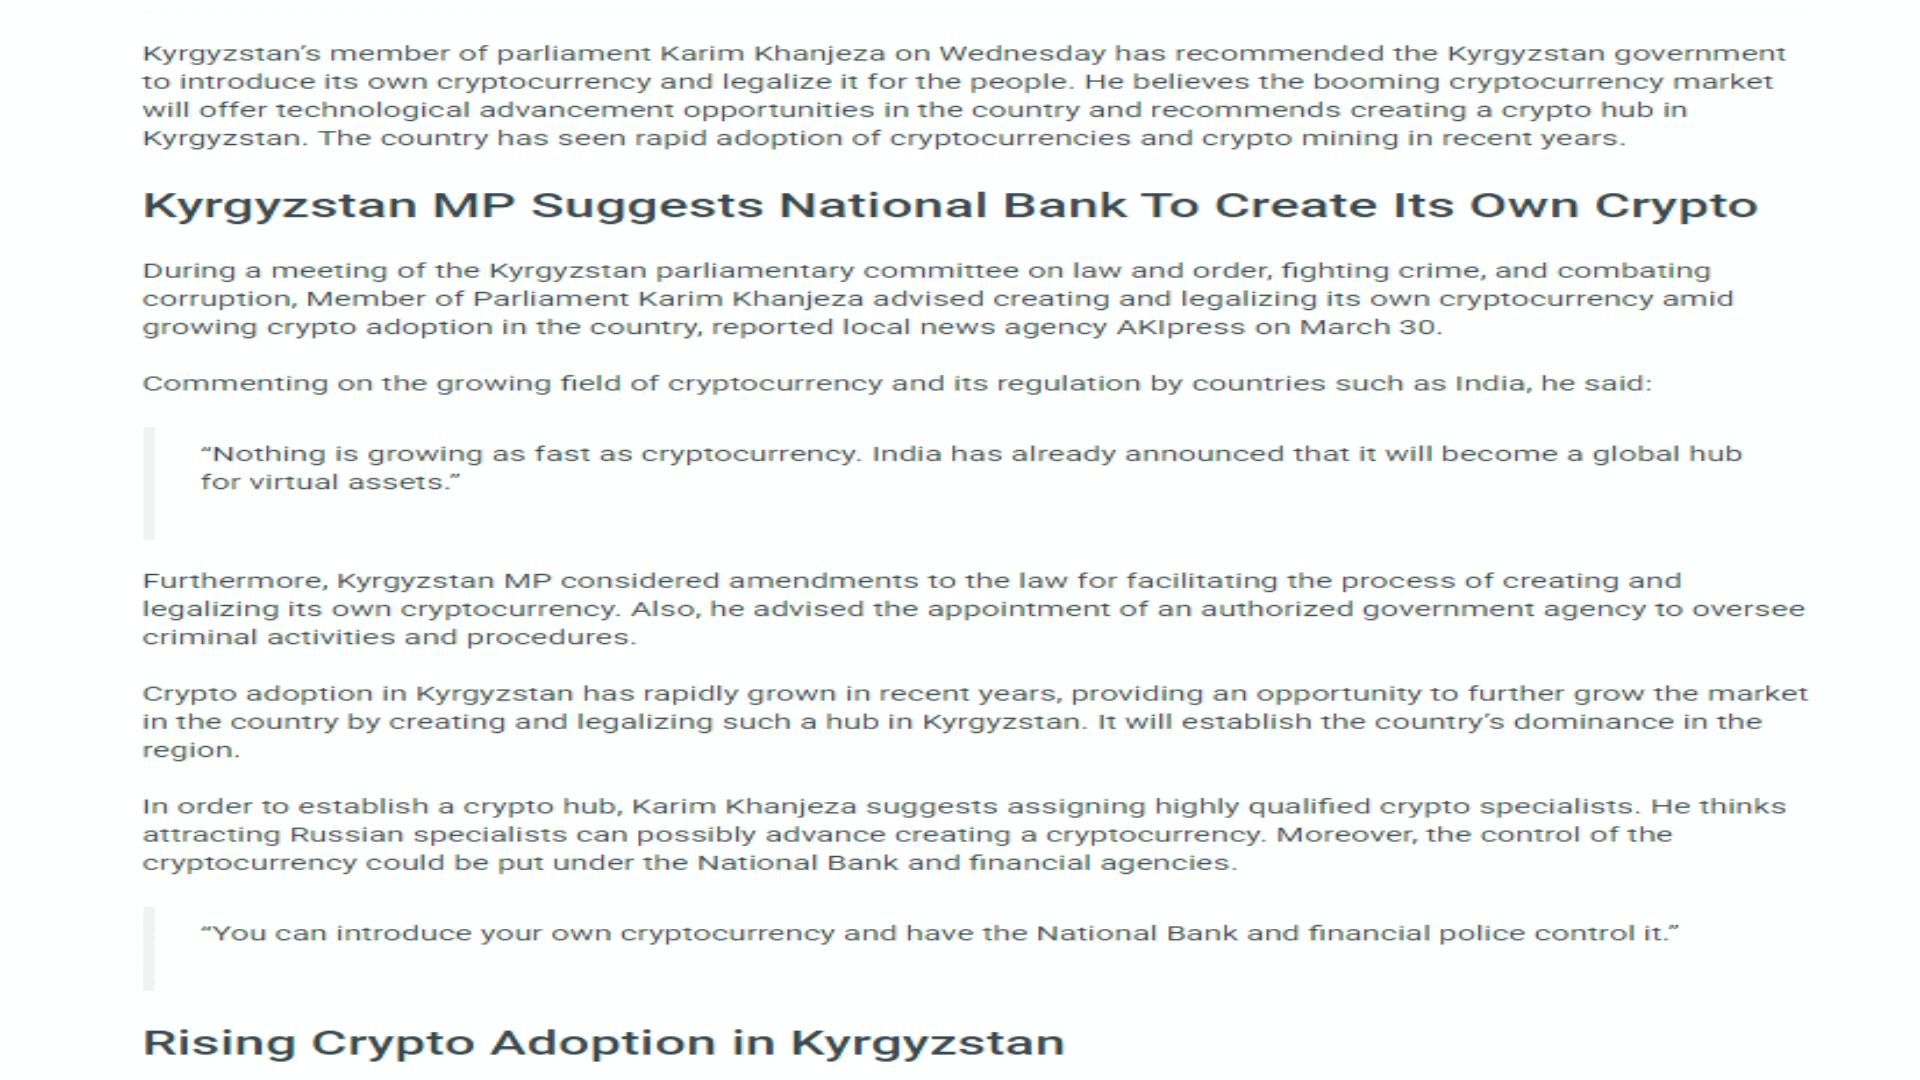 Kyrgyzstan’s member of parliament Karim Khanjeza on Wednesday has recommended the Kyrgyzstan government
to introduce its own cryptocurrency and legalize it for the people. He believes the booming cryptocurrency market
will offer technological advancement opportunities in the country and recommends creating a crypto hub in
Kyrgyzstan. The country has seen rapid adoption of cryptocurrencies and crypto mining in recent years.
Kyrgyzstan MP Suggests National Bank To Create Its Own Crypto
During a meeting of the Kyrgyzstan parliamentary committee on law and order, fighting crime, and combating
corruption, Member of Parliament Karim Khanjeza advised creating and legalizing its own cryptocurrency amid
growing crypto adoption in the country, reported local news agency AKIpress on March 30.
Commenting on the growing field of cryptocurrency and its regulation by countries such as India, he said:
“Nothing is growing as fast as cryptocurrency. India has already announced that it will become a global hub
for virtual assets.”
Furthermore, Kyrgyzstan MP considered amendments to the law for facilitating the process of creating and
legalizing its own cryptocurrency. Also, he advised the appointment of an authorized government agency to oversee
criminal activities and procedures.
Crypto adoption in Kyrgyzstan has rapidly grown in recent years, providing an opportunity to further grow the market
in the country by creating and legalizing such a hub in Kyrgyzstan. It will establish the country’s dominance in the
region.
In order to establish a crypto hub, Karim Khanjeza suggests assigning highly qualified crypto specialists. He thinks
attracting Russian specialists can possibly advance creating a cryptocurrency. Moreover, the control of the
cryptocurrency could be put under the National Bank and financial agencies.
“You can introduce your own cryptocurrency and have the National Bank and financial police control it.”
Rising Crypto Adoption in Kyrgyzstan